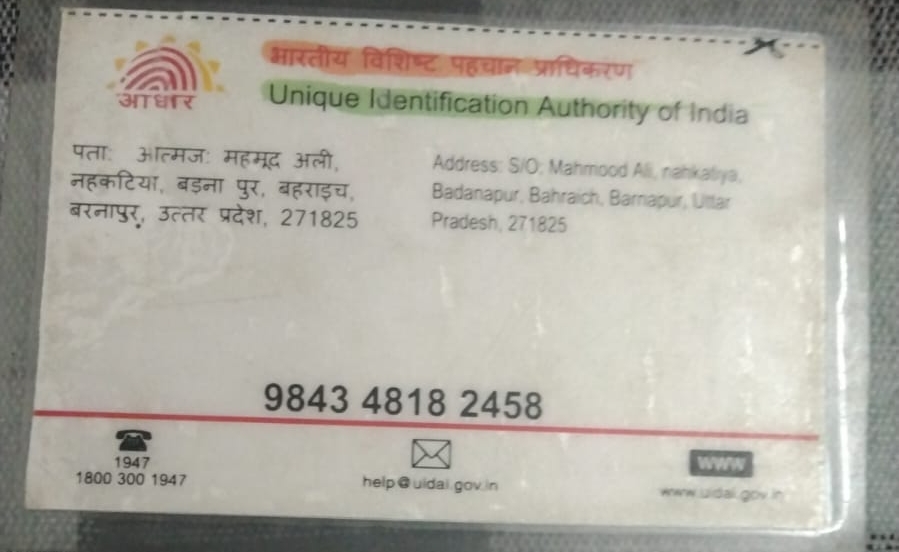 आधार
भारतीय विशिष्ट पहचान प्राधिकरण
Unique Identification Authority of India
पता: आत्मज: महमूद अली,
नहकटिया, बड़ना पुर, बहराइच,
बरनापुर, उत्तर प्रदेश, 271825
Address: S/O: Mahmood Ali, nahkatiya,
Badanapur, Bahraich, Barnapur, Uttar
Pradesh, 271825
9843 4818 2458
1947
1800 300 1947
help@uidai.gov.in
www
www.uidai.gov.in